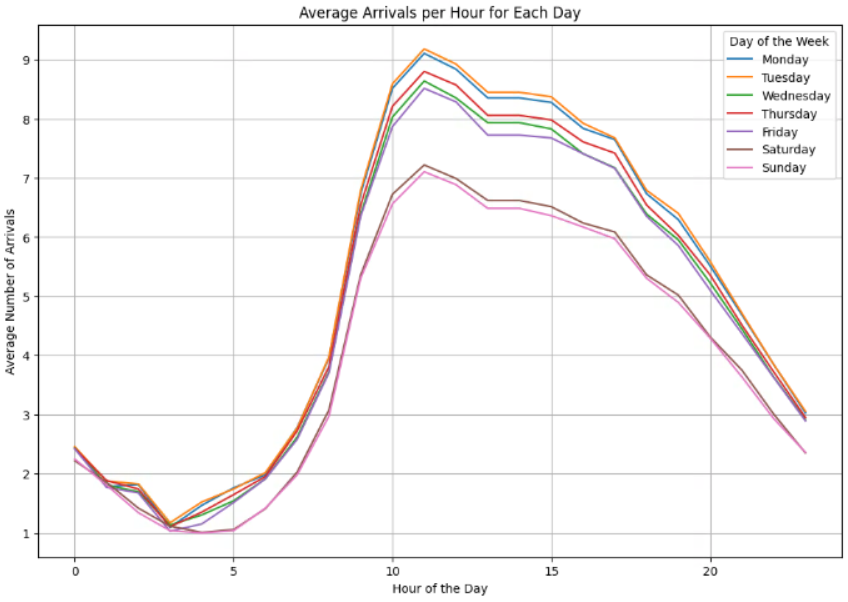 Average Arrivals per Hour for Each Day
Day of the Week
Monday
Tuesday
Wednesday
Thursday
Friday
Saturday
Sunday
Average Number of Arrivals
9
8
7
6
5
4
3
2
1
0
5
10
15
20
Hour of the Day